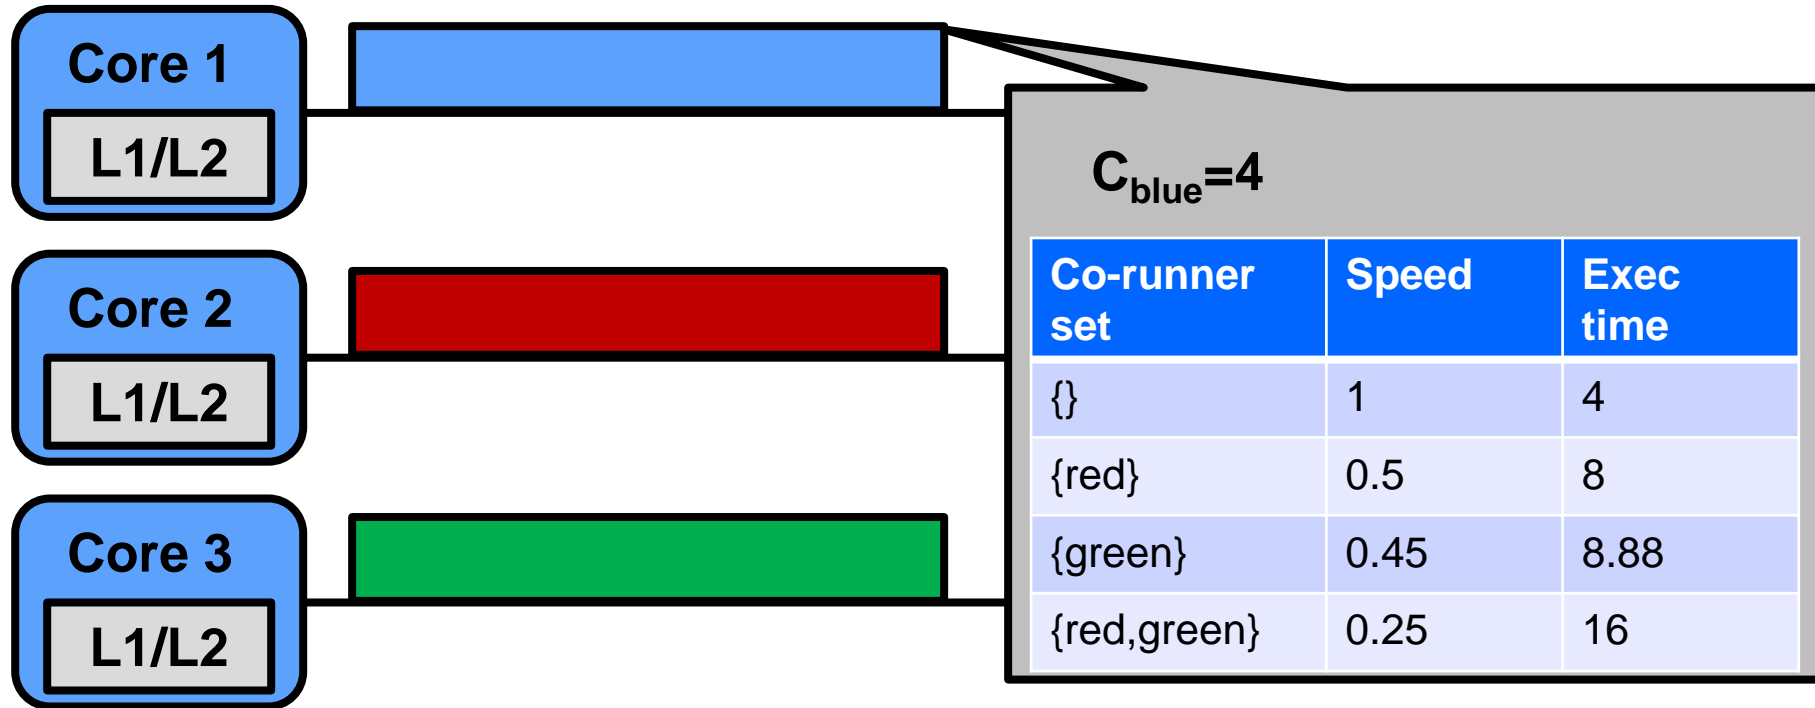 Core 1
L1/L2
Core 2
L1/L2
Core 3
L1/L2
C_blue=4
Co-runner set Speed Exec time
{} 1 4
{red} 0.5 8
{green} 0.45 8.88
{red,green} 0.25 16